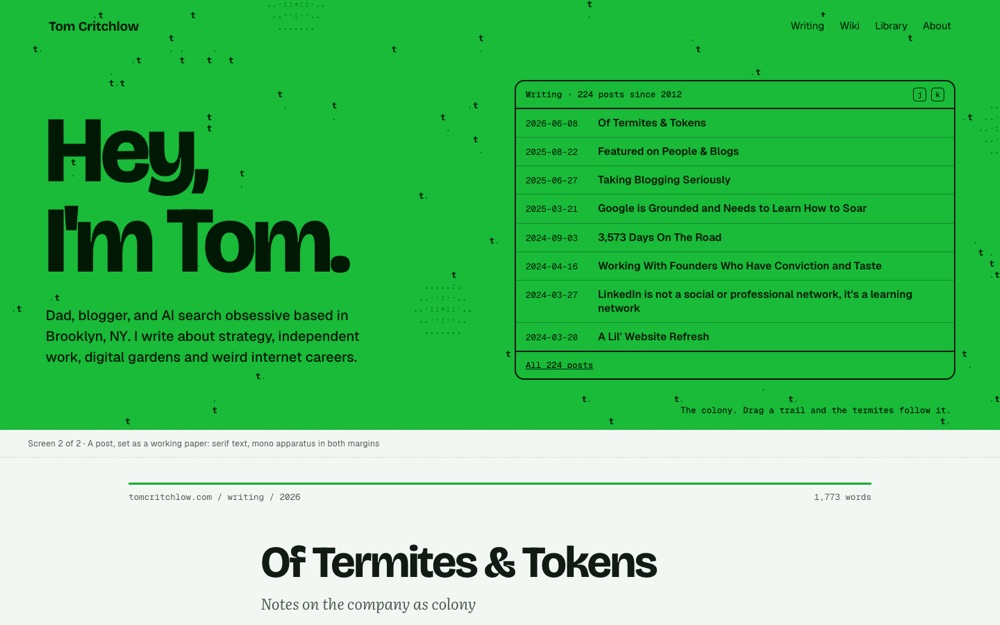 Tom Critchlow
Writing Wiki Library About
Hey,
I'm Tom.
Dad, blogger, and AI search obsessive based in
Brooklyn, NY. I write about strategy, independent
work, digital gardens and weird internet careers.
Writing · 224 posts since 2012 j k
2026-06-08 Of Termites & Tokens
2025-08-22 Featured on People & Blogs
2025-06-27 Taking Blogging Seriously
2025-03-21 Google is Grounded and Needs to Learn How to Soar
2024-09-03 3,573 Days On The Road
2024-04-16 Working With Founders Who Have Conviction and Taste
2024-03-27 LinkedIn is not a social or professional network, it's a learning
network
2024-03-20 A Lil' Website Refresh
All 224 posts
The colony. Drag a trail and the termites follow it.
Screen 2 of 2 · A post, set as a working paper: serif text, mono apparatus in both margins
tomcritchlow.com / writing / 2026 1,773 words
Of Termites & Tokens
Notes on the company as colony